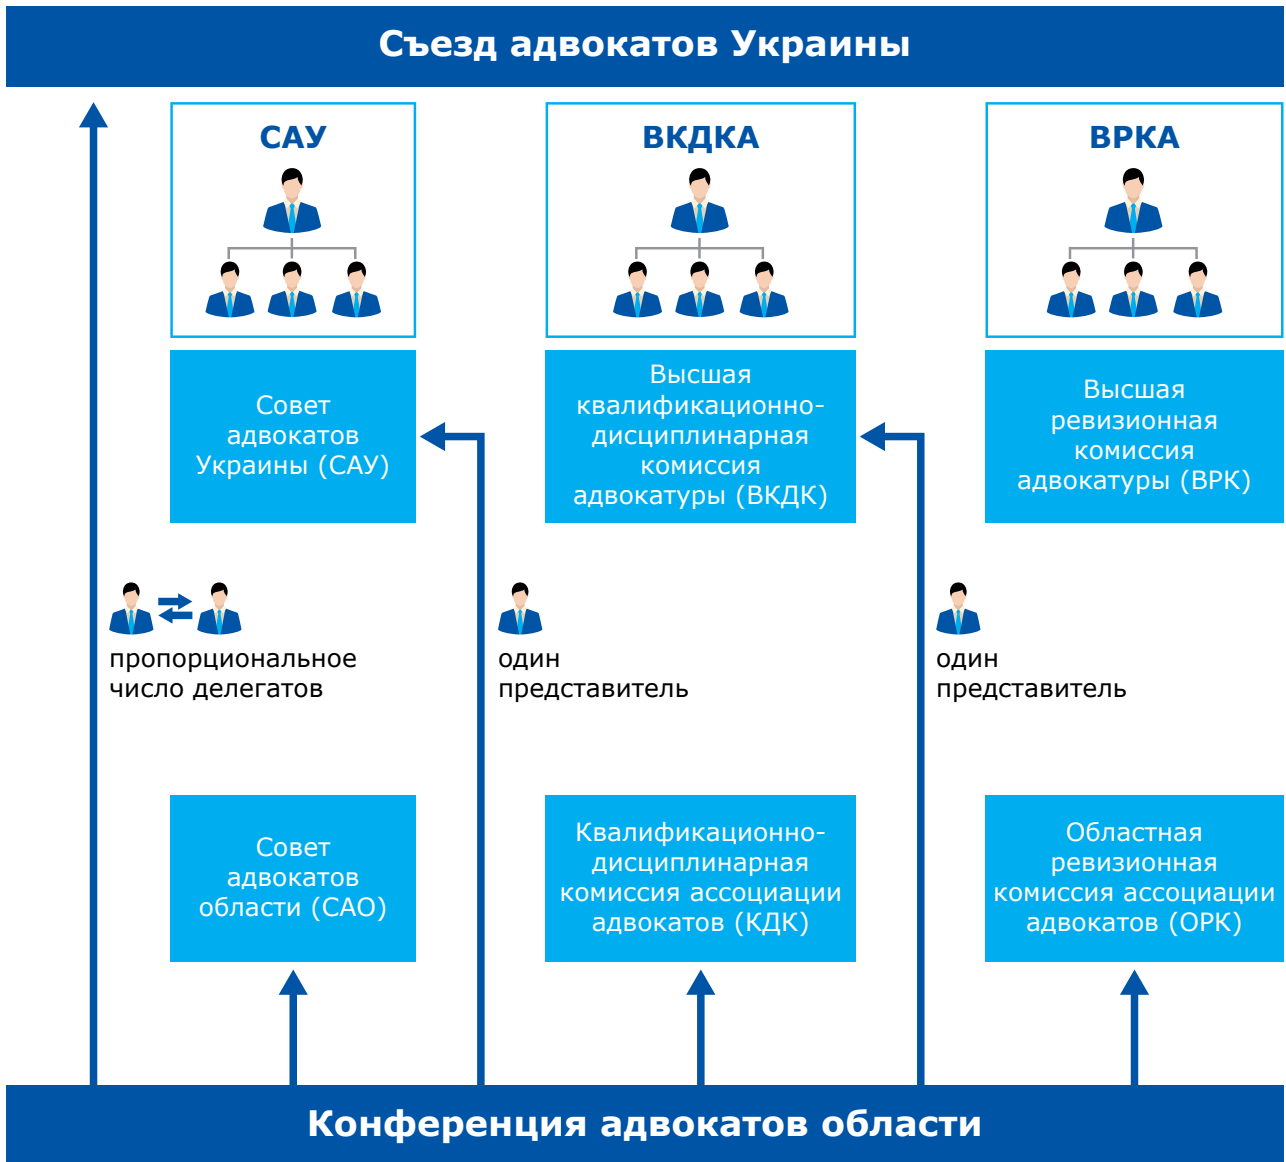 Съезд адвокатов Украины
САУ
ВКДКА
ВРКА
Совет
адвокатов
Украины (САУ)
Высшая
квалификационно-
дисциплинарная
комиссия
адвокатуры (ВКДК)
Высшая
ревизионная
комиссия
адвокатуры (ВРК)
пропорциональное
число делегатов
один
представитель
один
представитель
Совет
адвокатов
области (САО)
Квалификационно-
дисциплинарная
комиссия ассоциации
адвокатов (КДК)
Областная
ревизионная
комиссия ассоциации
адвокатов (ОРК)
Конференция адвокатов области